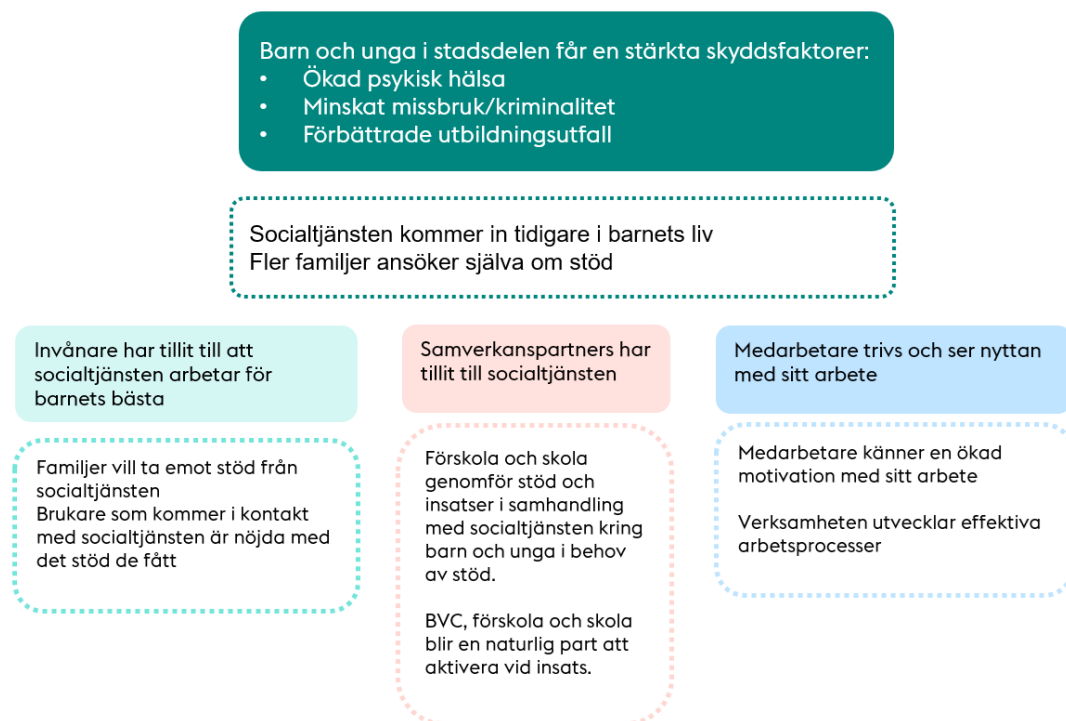 Barn och unga i stadsdelen får en stärkta skyddsfaktorer:
• Ökad psykisk hälsa
• Minskat missbruk/kriminalitet
• Förbättrade utbildningsutfall
Socialtjänsten kommer in tidigare i barnets liv
Fler familjer ansöker själva om stöd
Invånare har tillit till att
socialtjänsten arbetar för
barnets bästa
Familjer vill ta emot stöd från
socialtjänsten
Brukare som kommer i kontakt
med socialtjänsten är nöjda med
det stöd de fått
Samverkanspartners har
tillit till socialtjänsten
Förskola och skola
genomför stöd och
insatser i samhandling
med socialtjänsten kring
barn och unga i behov
av stöd.
BVC, förskola och skola
blir en naturlig part att
aktivera vid insats.
Medarbetare trivs och ser nyttan
med sitt arbete
Medarbetare känner en ökad
motivation med sitt arbete
Verksamheten utvecklar effektiva
arbetsprocesser